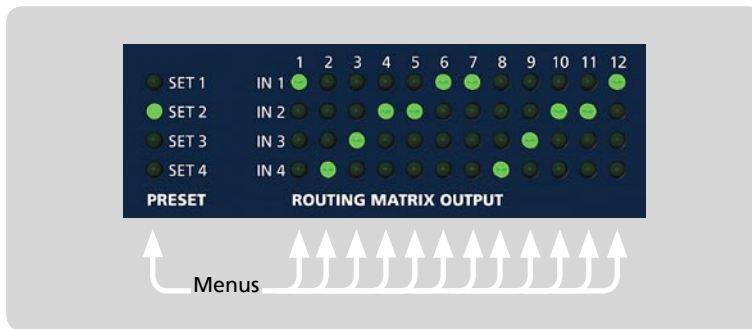 1 2 3 4 5 6 7 8 9 10 11 12
SET 1 IN 1
SET 2 IN 2
SET 3 IN 3
SET 4 IN 4
PRESET ROUTING MATRIX OUTPUT
Menus